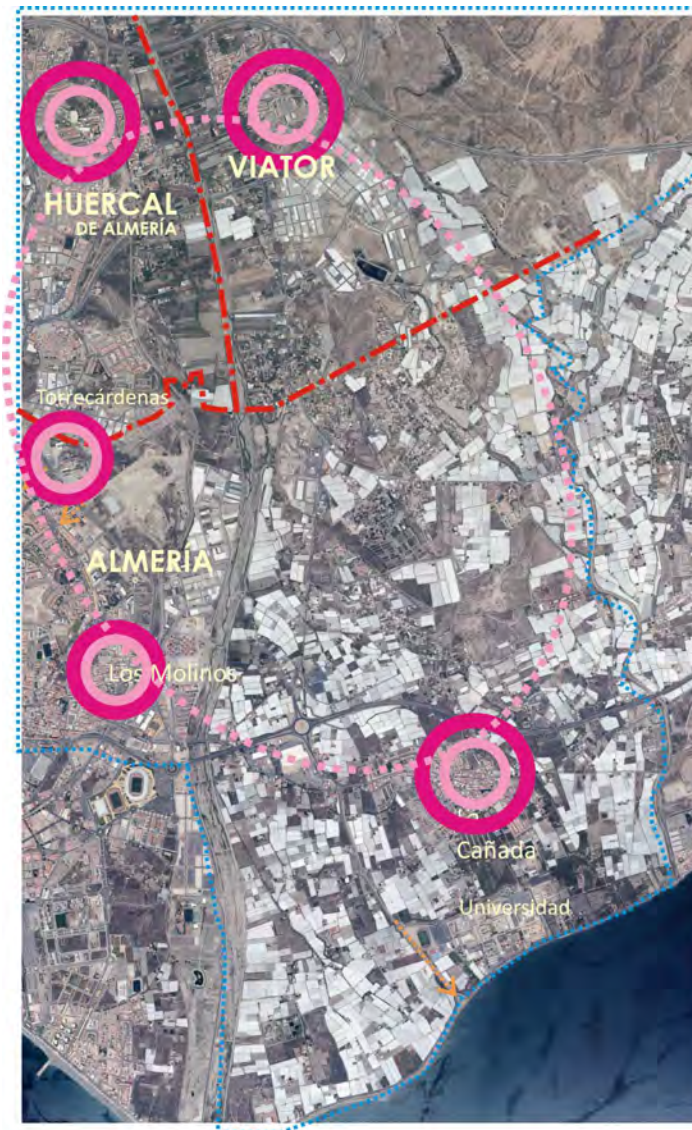 VIATOR
HUERCAL
DE ALMERÍA
Torrecárdenas
ALMERÍA
Los Molinos
Cañada
Universidad